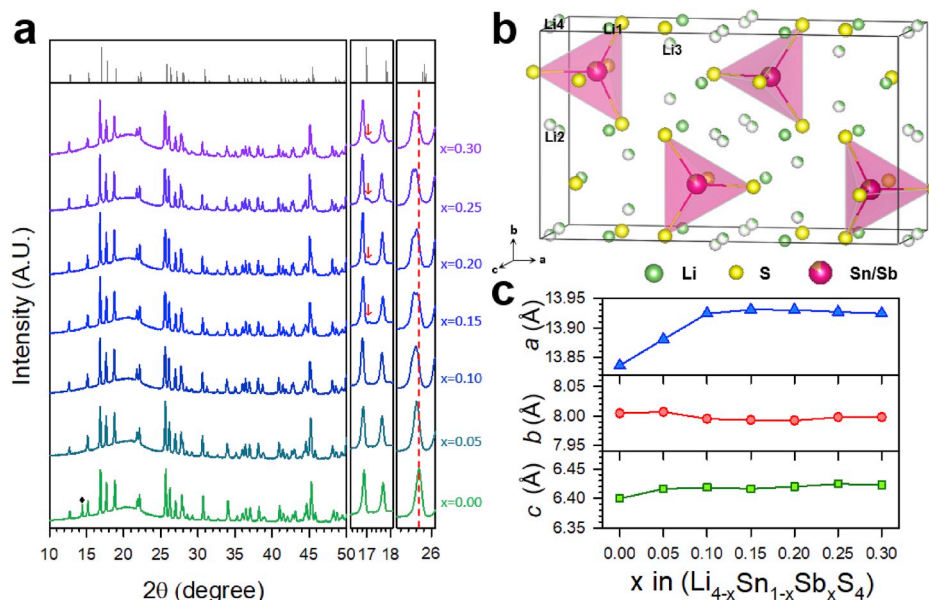 a
Intensity (A.U.)
x=0.30
x=0.25
x=0.20
x=0.15
x=0.10
x=0.05
x=0.00
10 15 20 25 30 35 40 45 50 17 18 26
2θ (degree)
b
Li4
Li1
Li3
Li2
b
c
a
Li
S
Sn/Sb
c
13.95
13.90
13.85
a (Å)
8.05
8.00
7.95
b (Å)
6.45
6.40
6.35
c (Å)
0.00 0.05 0.10 0.15 0.20 0.25 0.30
x in (Li₄₋ₓSn₁₋ₓSbₓS₄)